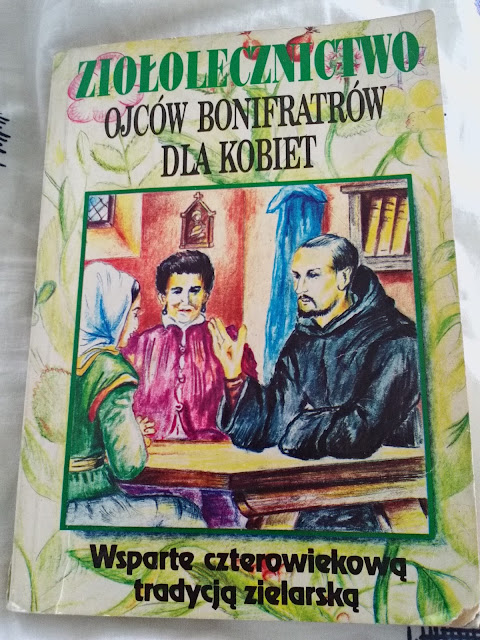 ZIOŁOLECZNICTWO
OJCÓW BONIFRATRÓW
DLA KOBIET
Wsparte czterowiekową
tradycją zielarską